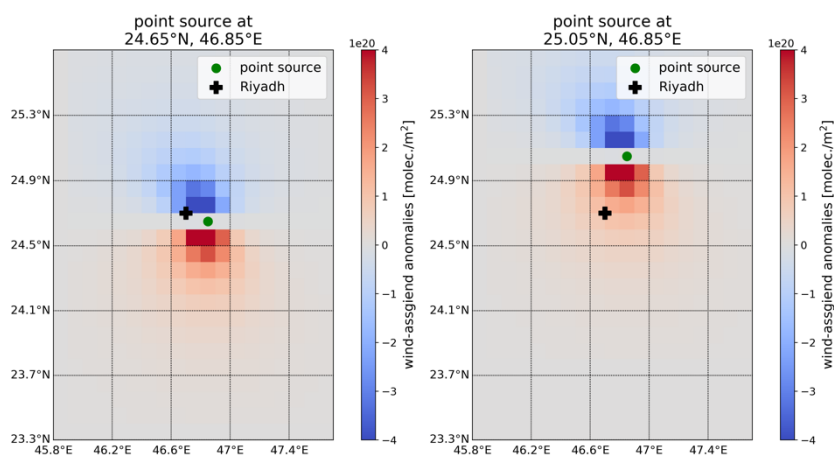 point source at
24.65°N, 46.85°E
point source at
25.05°N, 46.85°E
1e20
1e20
point source
Riyadh
point source
Riyadh
25.3°N
24.9°N
24.5°N
24.1°N
23.7°N
23.3°N
45.8°E 46.2°E 46.6°E 47°E 47.4°E
4
3
2
1
0
−1
−2
−3
−4
wind-assgiend anomalies [molec./m²]
25.3°N
24.9°N
24.5°N
24.1°N
23.7°N
23.3°N
45.8°E 46.2°E 46.6°E 47°E 47.4°E
4
3
2
1
0
−1
−2
−3
−4
wind-assgiend anomalies [molec./m²]